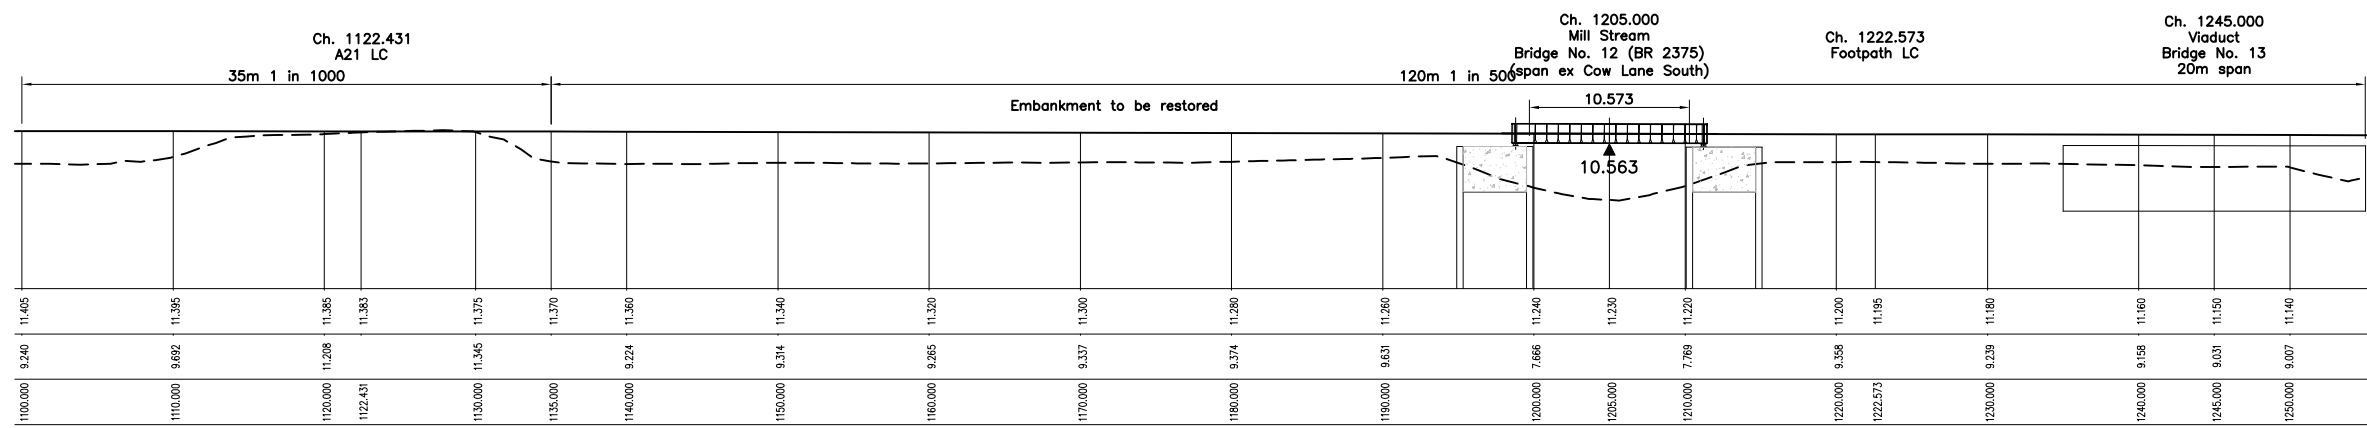 Ch. 1122.431
A21 LC
35m 1 in 1000
Ch. 1205.000
Mill Stream
Bridge No. 12 (BR 2375)
(span ex Cow Lane South)
120m 1 in 500
Ch. 1222.573
Footpath LC
Ch. 1245.000
Viaduct
Bridge No. 13
20m span
Embankment to be restored
10.573
10.563
11.405 11.395 11.385 11.383 11.375 11.370 11.360 11.340 11.320 11.300 11.280 11.260 11.240 11.230 11.220 11.200 11.195 11.180 11.160 11.150 11.140
9.240 9.692 11.208 11.345 9.224 9.314 9.265 9.337 9.374 9.631 7.666 7.769 9.358 9.239 9.158 9.031 9.007
1100.000 1110.000 1120.000 1122.431 1130.000 1135.000 1140.000 1150.000 1160.000 1170.000 1180.000 1190.000 1200.000 1205.000 1210.000 1220.000 1222.573 1230.000 1240.000 1245.000 1250.000